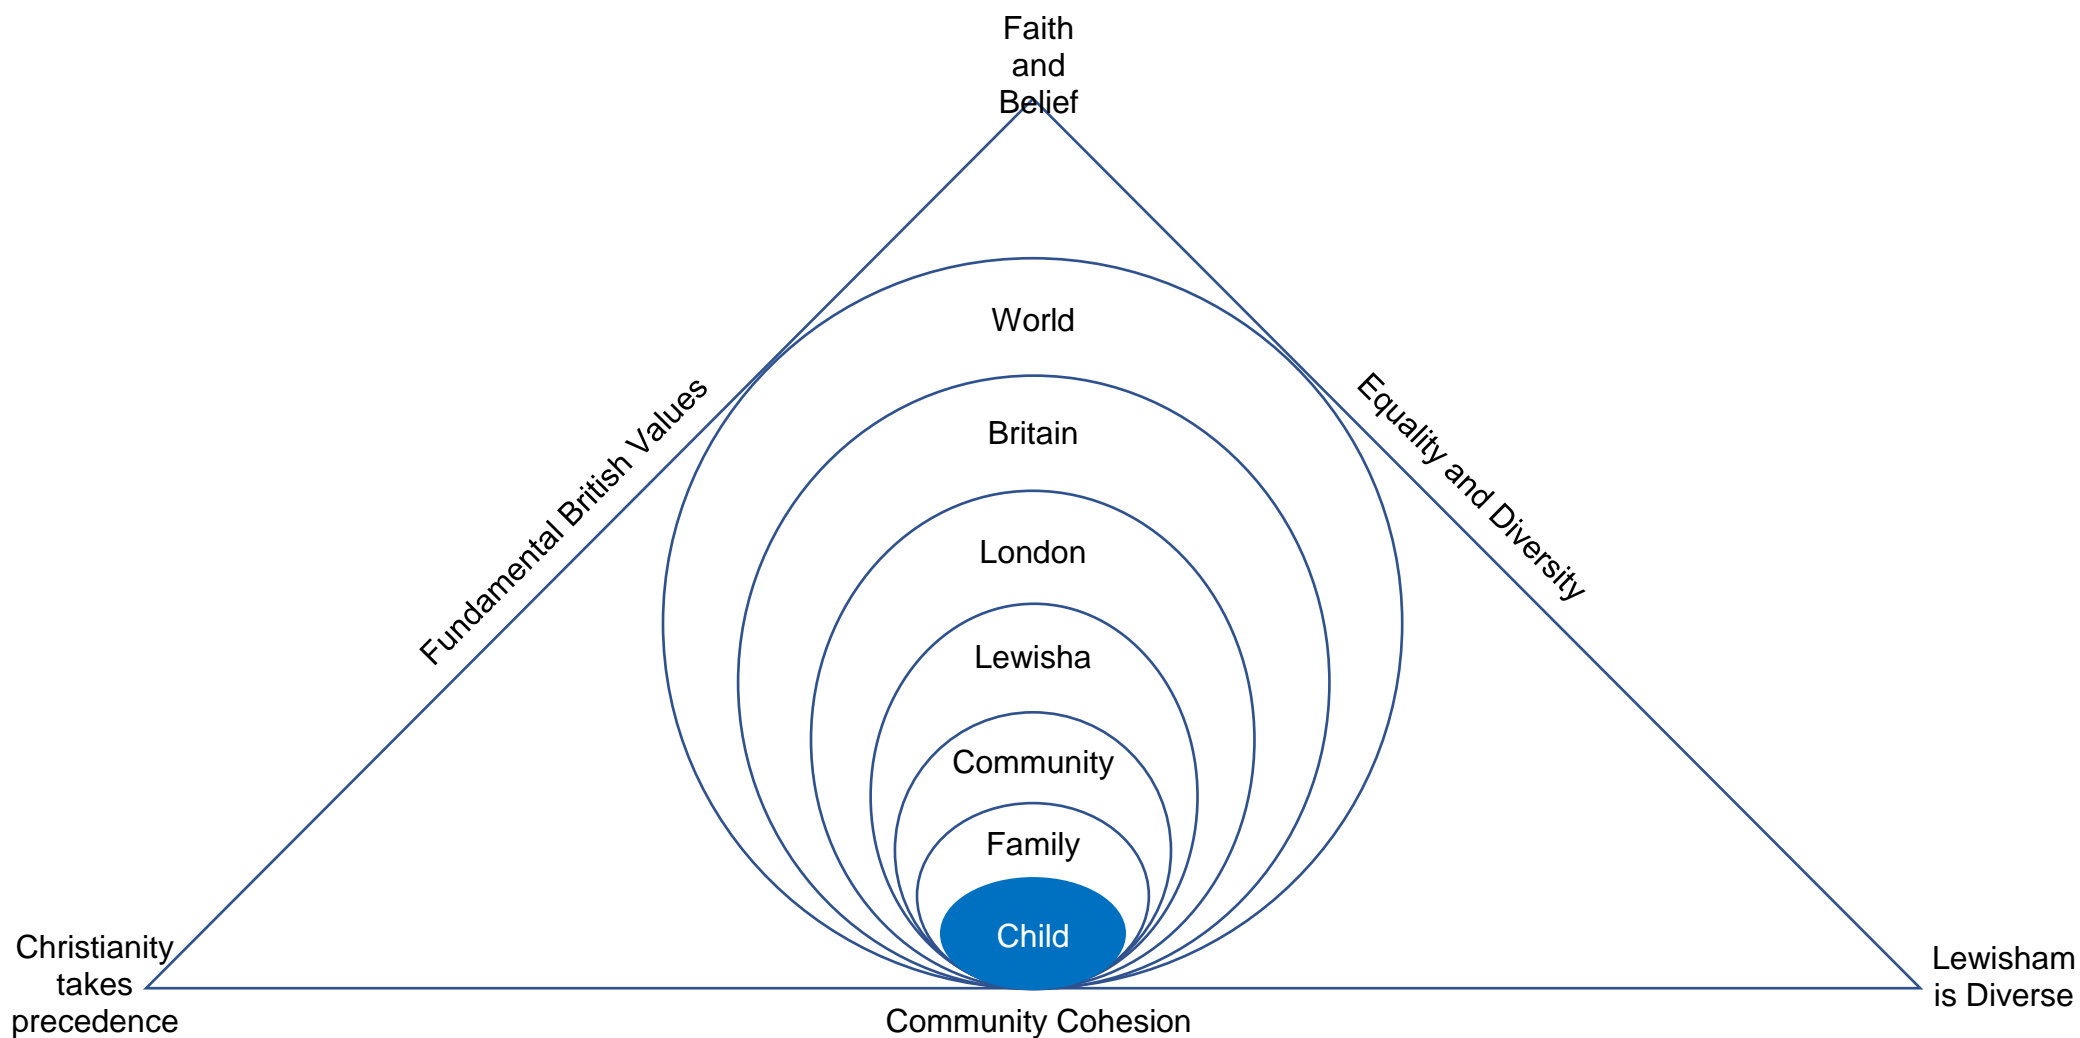 Faith
and
Belief
World
Fundamental British Values
Equality and Diversity
Britain
London
Lewisha
Community
Family
Child
Christianity
takes
precedence
Lewisham
is Diverse
Community Cohesion